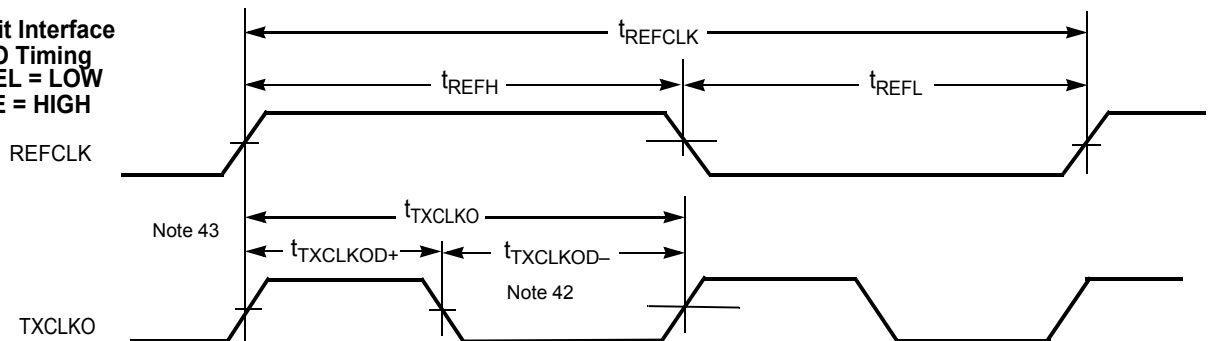 it Interface
Timing
EL = LOW
= HIGH
tREFCLK
tREFH
tREFL
REFCLK
Note 43
tTXCLKO
tTXCLKOD+
tTXCLKOD–
Note 42
TXCLKO